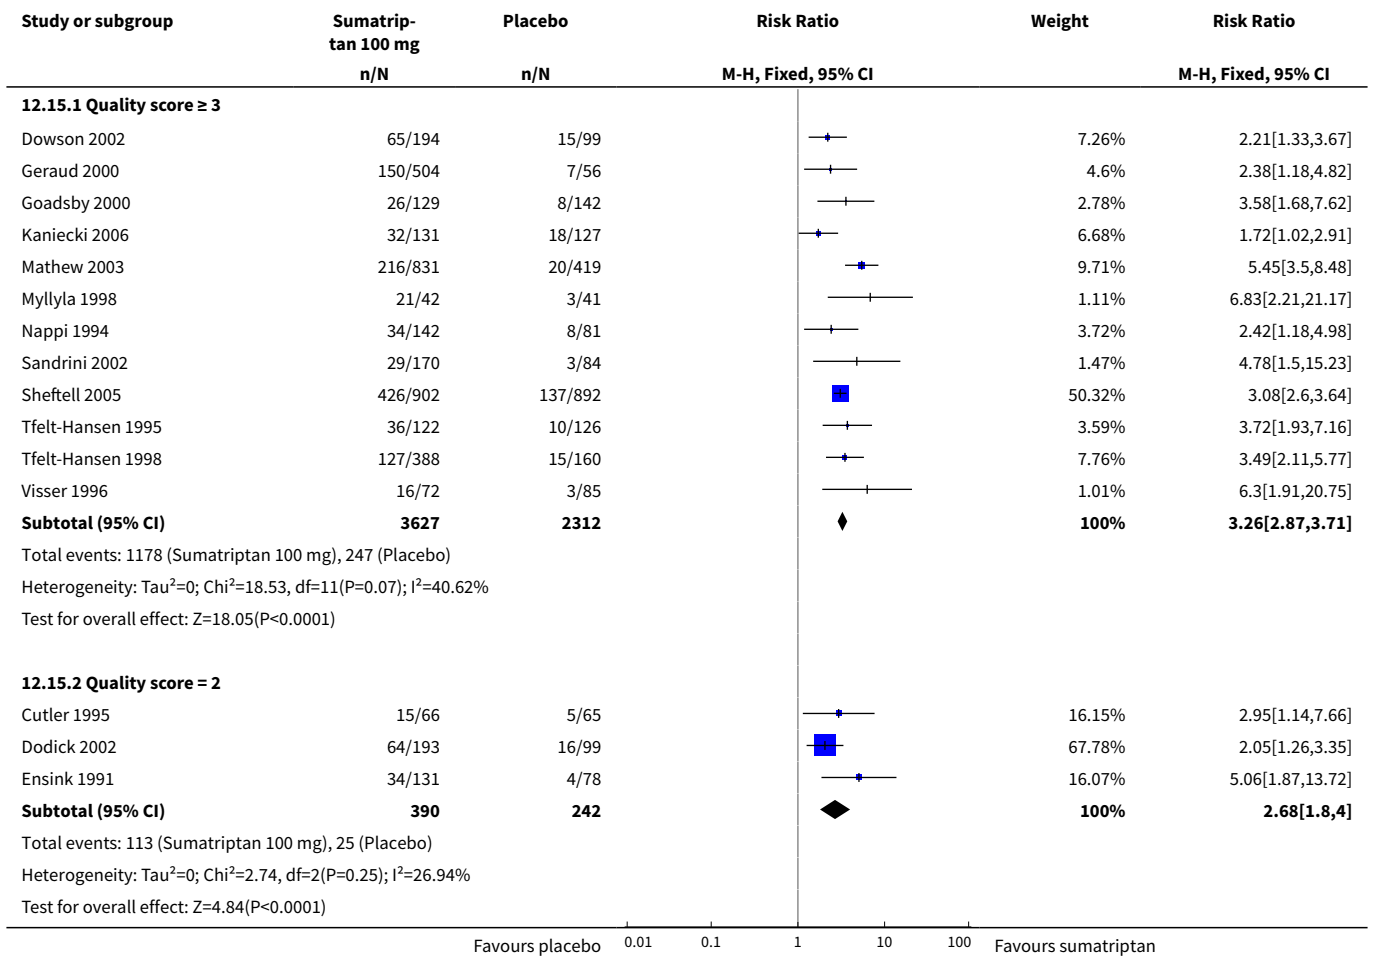 Study or subgroup Sumatrip- Placebo Risk Ratio Weight Risk Ratio
tan 100 mg
n/N n/N M-H, Fixed, 95% CI M-H, Fixed, 95% CI
12.15.1 Quality score ≥ 3
Dowson 2002 65/194 15/99 7.26% 2.21[1.33,3.67]
Geraud 2000 150/504 7/56 4.6% 2.38[1.18,4.82]
Goadsby 2000 26/129 8/142 2.78% 3.58[1.68,7.62]
Kaniecki 2006 32/131 18/127 6.68% 1.72[1.02,2.91]
Mathew 2003 216/831 20/419 9.71% 5.45[3.5,8.48]
Myllyla 1998 21/42 3/41 1.11% 6.83[2.21,21.17]
Nappi 1994 34/142 8/81 3.72% 2.42[1.18,4.98]
Sandrini 2002 29/170 3/84 1.47% 4.78[1.5,15.23]
Sheftell 2005 426/902 137/892 50.32% 3.08[2.6,3.64]
Tfelt-Hansen 1995 36/122 10/126 3.59% 3.72[1.93,7.16]
Tfelt-Hansen 1998 127/388 15/160 7.76% 3.49[2.11,5.77]
Visser 1996 16/72 3/85 1.01% 6.3[1.91,20.75]
Subtotal (95% CI) 3627 2312 100% 3.26[2.87,3.71]
Total events: 1178 (Sumatriptan 100 mg), 247 (Placebo)
Heterogeneity: Tau²=0; Chi²=18.53, df=11(P=0.07); I²=40.62%
Test for overall effect: Z=18.05(P<0.0001)
12.15.2 Quality score = 2
Cutler 1995 15/66 5/65 16.15% 2.95[1.14,7.66]
Dodick 2002 64/193 16/99 67.78% 2.05[1.26,3.35]
Ensink 1991 34/131 4/78 16.07% 5.06[1.87,13.72]
Subtotal (95% CI) 390 242 100% 2.68[1.8,4]
Total events: 113 (Sumatriptan 100 mg), 25 (Placebo)
Heterogeneity: Tau²=0; Chi²=2.74, df=2(P=0.25); I²=26.94%
Test for overall effect: Z=4.84(P<0.0001)
Favours placebo 0.01 0.1 1 10 100 Favours sumatriptan